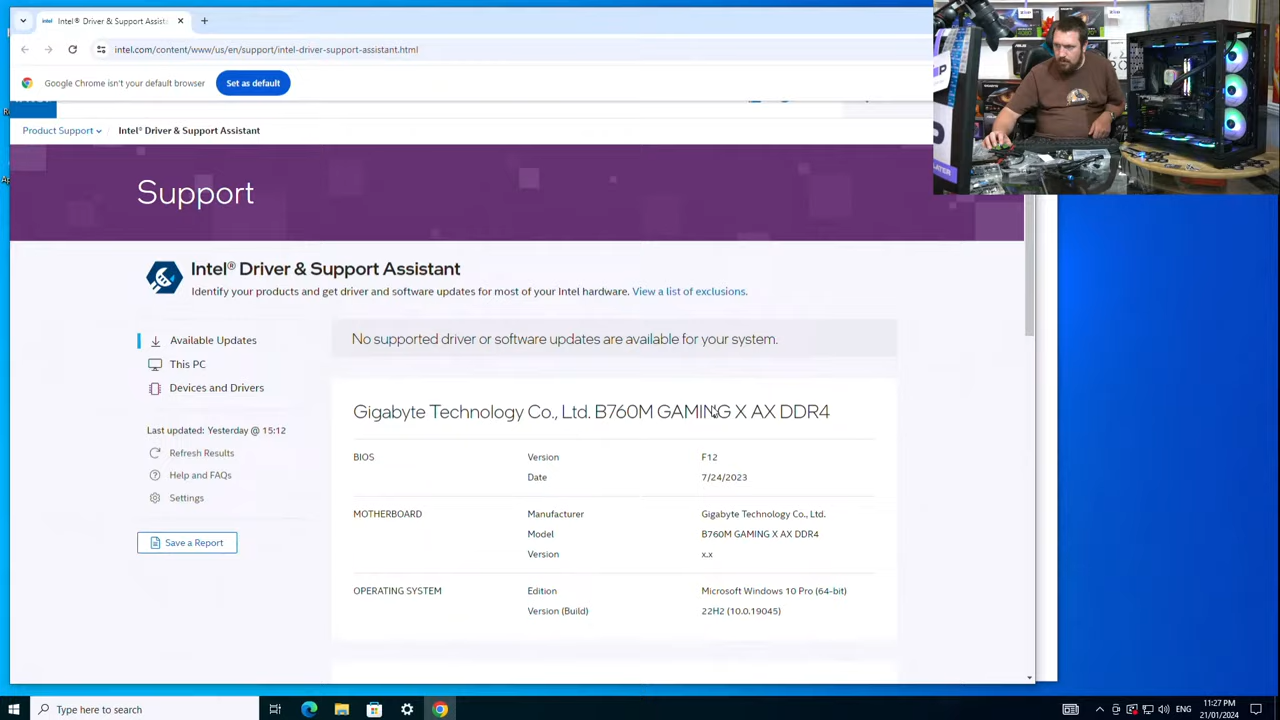 Intel® Driver & Support Assista
intel.com/content/www/us/en/support/intel-driver-support-assistant.html
Google Chrome isn't your default browser
Set as default
Product Support
Intel® Driver & Support Assistant
Support
Intel® Driver & Support Assistant
Identify your products and get driver and software updates for most of your Intel hardware. View a list of exclusions.
Available Updates
This PC
Devices and Drivers
Last updated: Yesterday @ 15:12
Refresh Results
Help and FAQs
Settings
Save a Report
No supported driver or software updates are available for your system.
Gigabyte Technology Co., Ltd. B760M GAMING X AX DDR4
BIOS Version F12
Date 7/24/2023
MOTHERBOARD Manufacturer Gigabyte Technology Co., Ltd.
Model B760M GAMING X AX DDR4
Version x.x
OPERATING SYSTEM Edition Microsoft Windows 10 Pro (64-bit)
Version (Build) 22H2 (10.0.19045)
Type here to search
ENG
11:27 PM
21/01/2024